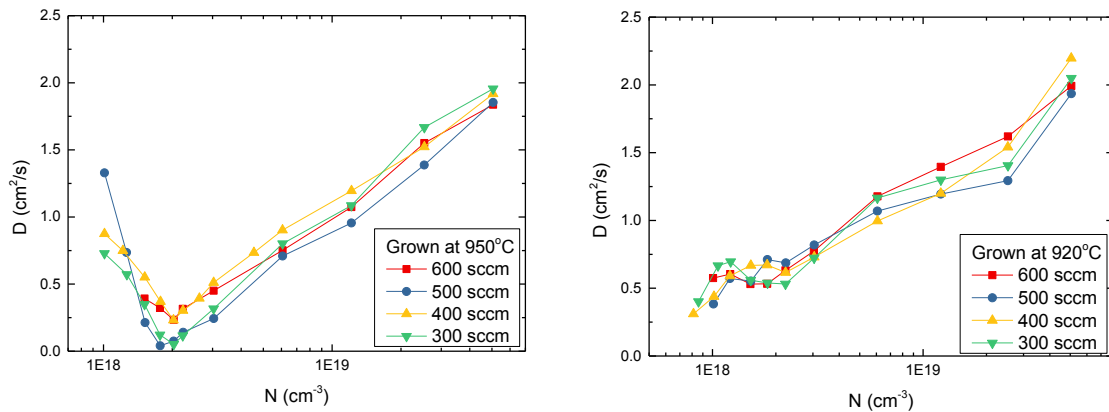 2.5
2.0
1.5
1.0
0.5
0.0
D (cm²/s)
1E18
1E19
N (cm⁻³)
Grown at 950°C
600 sccm
500 sccm
400 sccm
300 sccm
2.5
2.0
1.5
1.0
0.5
0.0
D (cm²/s)
1E18
1E19
N (cm⁻³)
Grown at 920°C
600 sccm
500 sccm
400 sccm
300 sccm